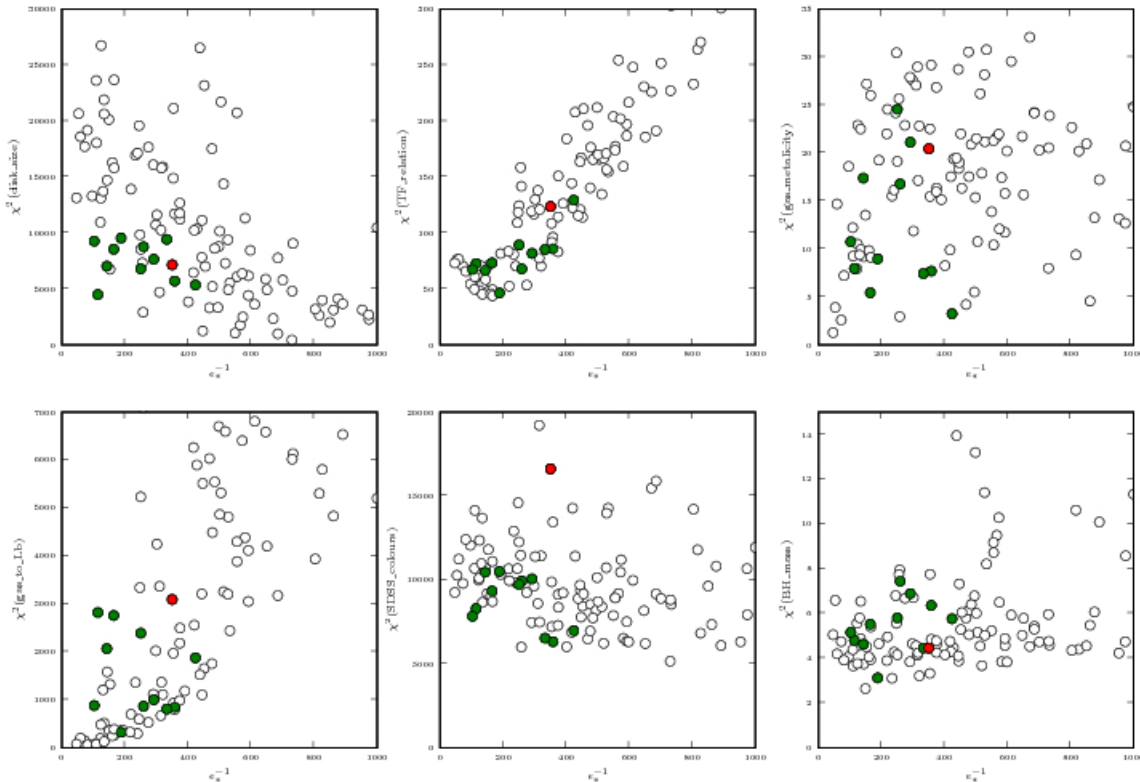 30000
25000
20000
15000
10000
5000
0
χ² (disk_size)
0 200 400 600 800 1000
ε*⁻¹
300
250
200
150
100
50
0
χ² (TF_relation)
0 200 400 600 800 1000
ε*⁻¹
35
30
25
20
15
10
5
0
χ² (gas_metalicity)
0 200 400 600 800 1000
ε*⁻¹
7000
6000
5000
4000
3000
2000
1000
0
χ² (gas_to_Lb)
0 200 400 600 800 1000
ε*⁻¹
20000
15000
10000
5000
0
χ² (SDSS_colours)
0 200 400 600 800 1000
ε*⁻¹
14
12
10
8
6
4
2
0
χ² (BH_mass)
0 200 400 600 800 1000
ε*⁻¹